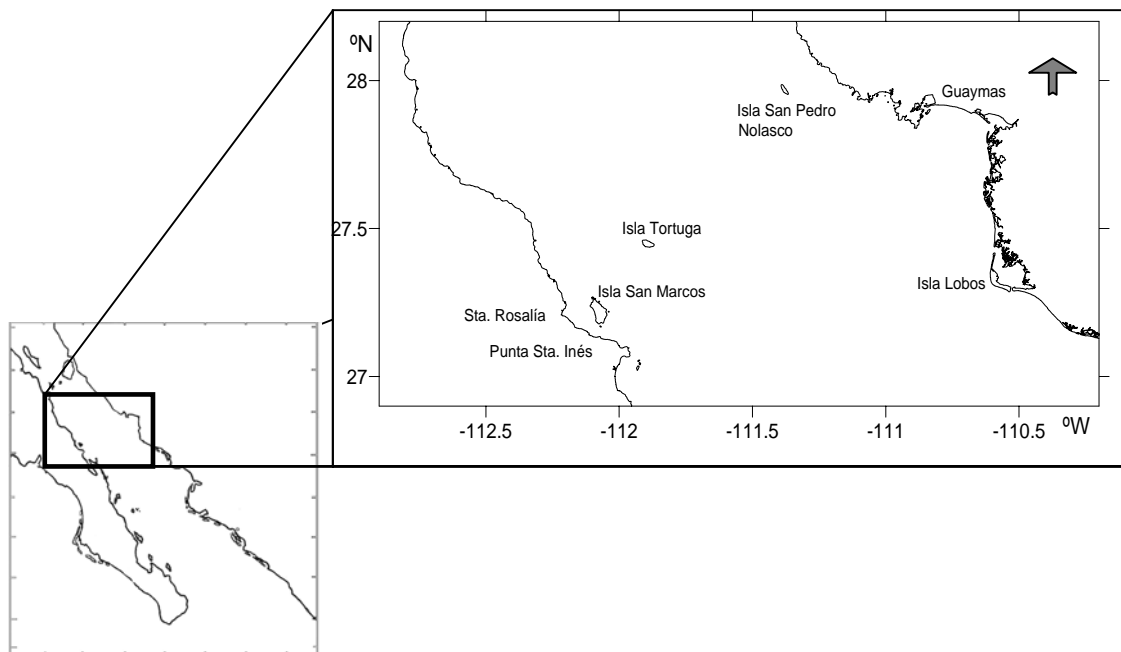 ºN
28
Guaymas
Isla San Pedro
Nolasco
27.5
Isla Tortuga
Isla Lobos
Isla San Marcos
Sta. Rosalía
Punta Sta. Inés
27
-112.5
-112
-111.5
-111
-110.5
ºW